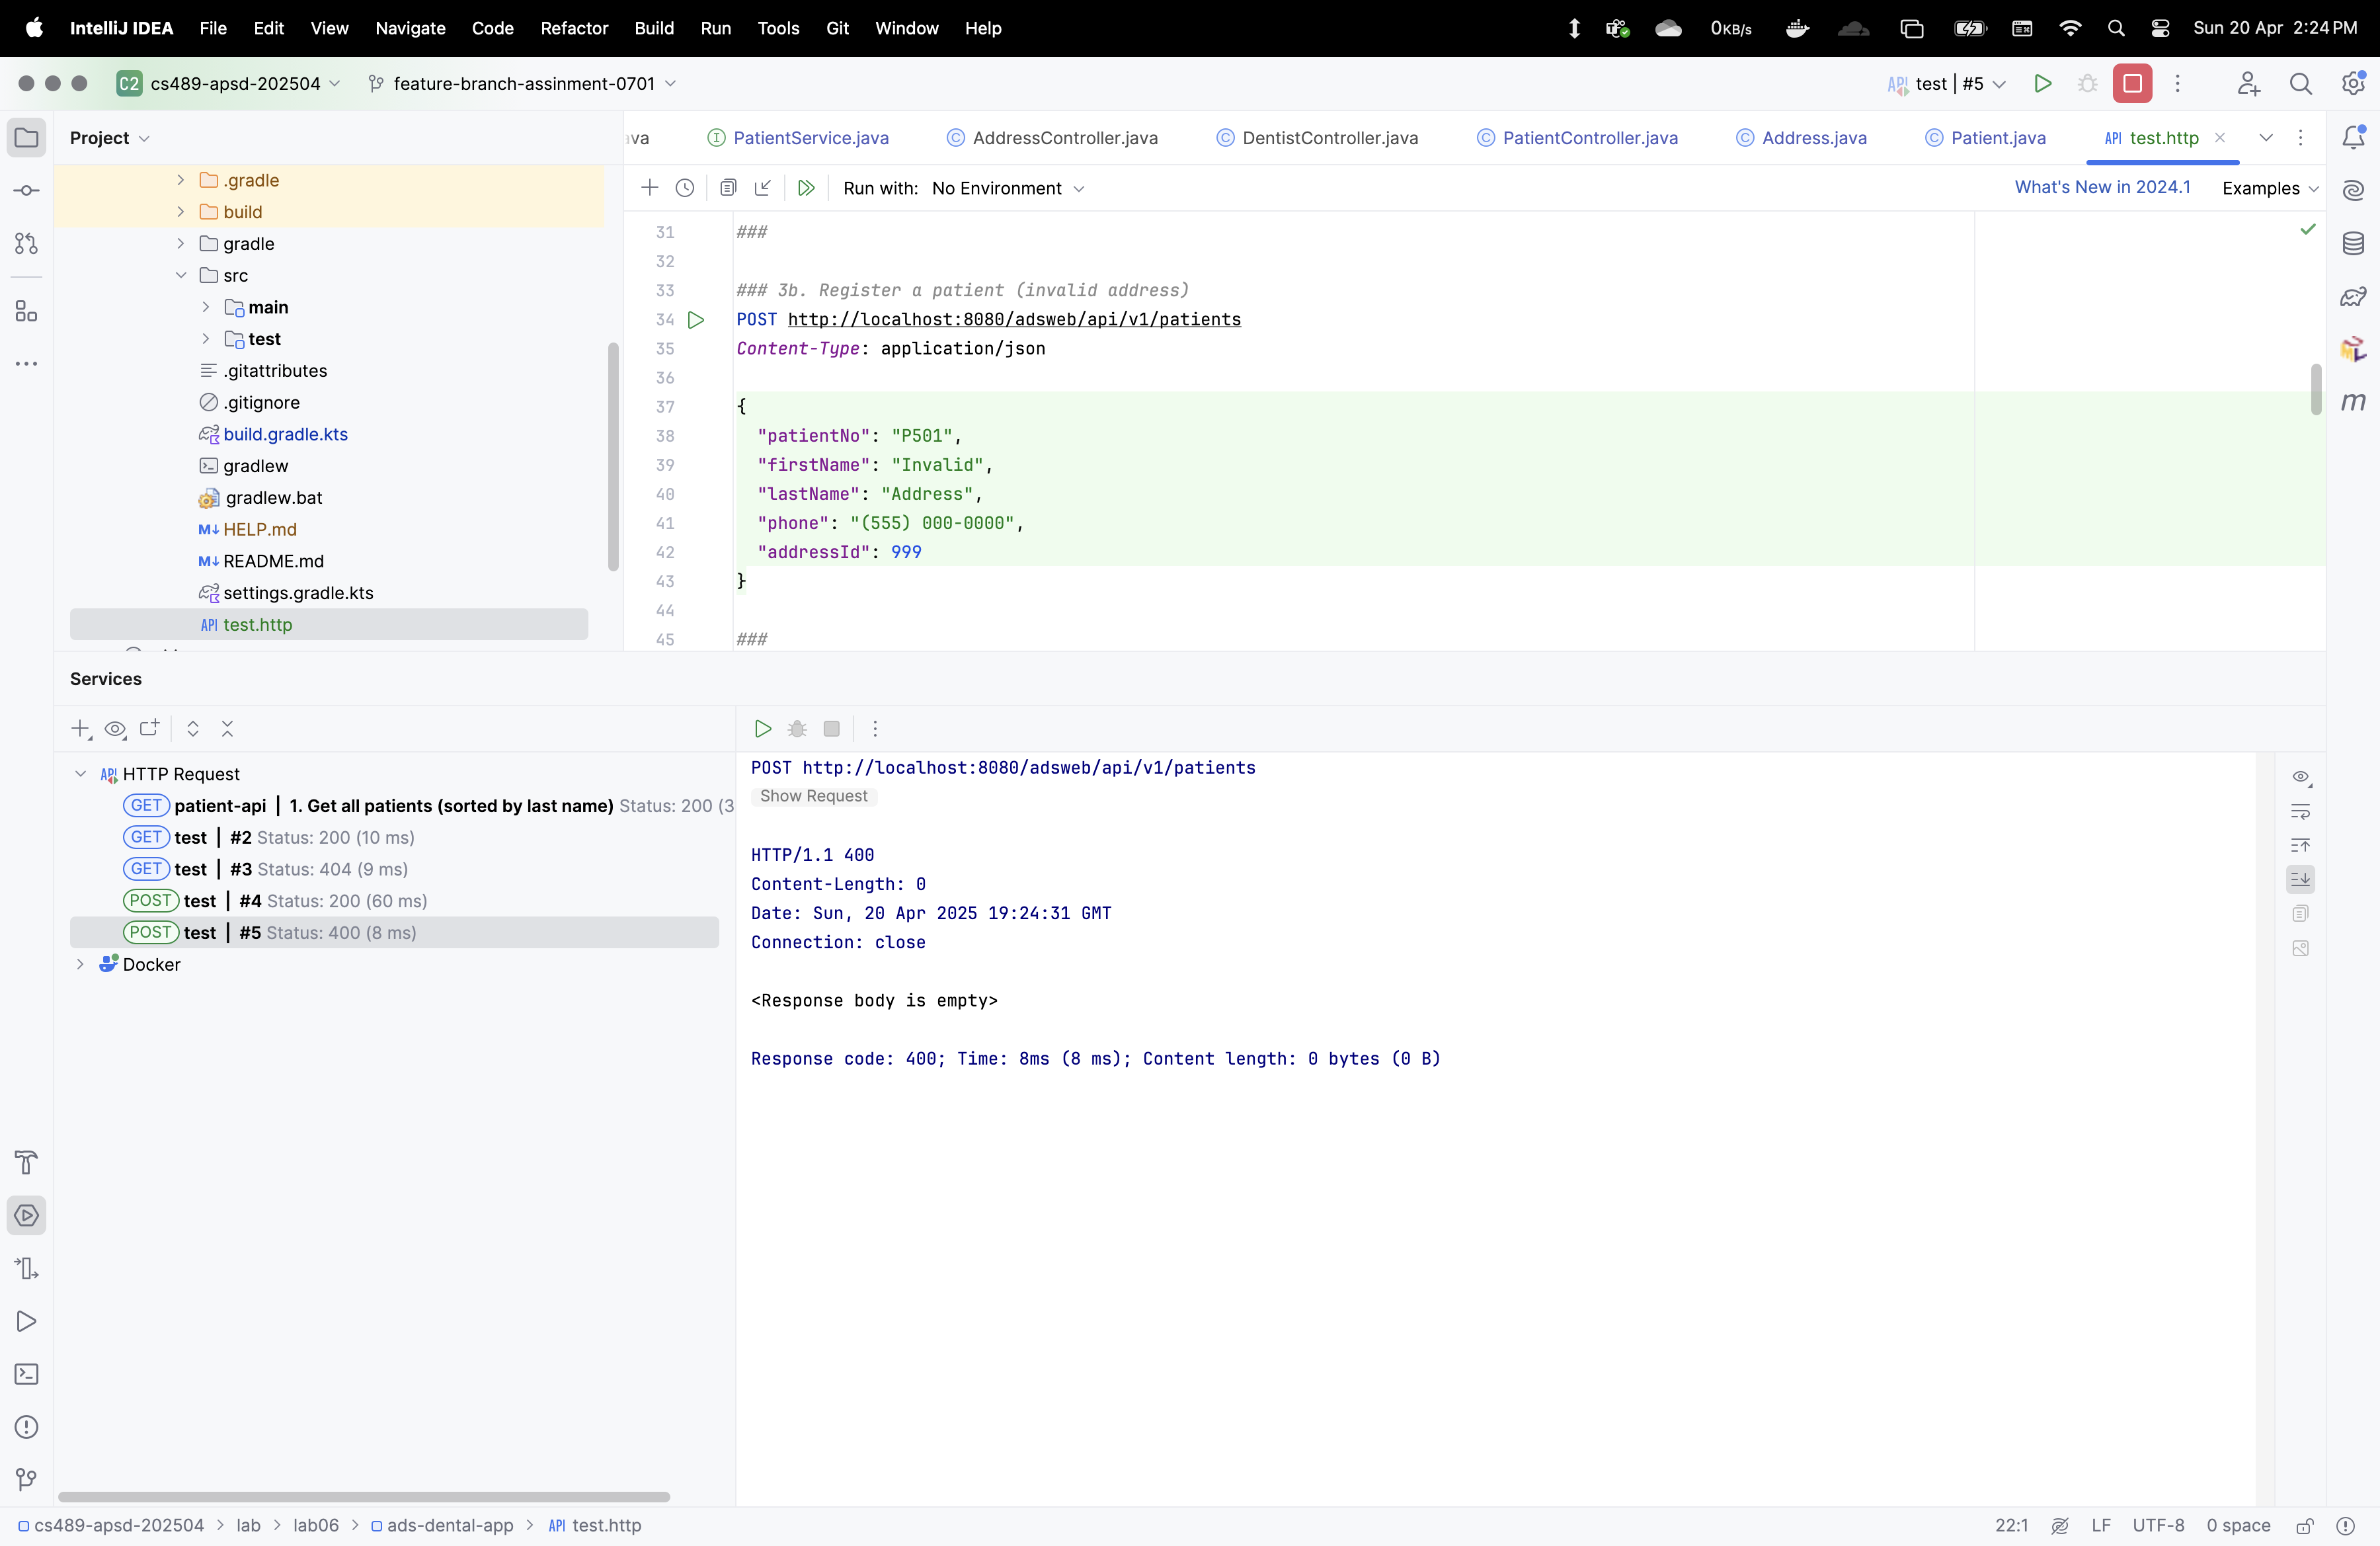 IntelliJ IDEA File Edit View Navigate Code Refactor Build Run Tools Git Window Help 0KB/s Sun 20 Apr 2:24 PM
C2 cs489-apsd-202504 feature-branch-assinment-0701 API test | #5
Project
ava PatientService.java AddressController.java DentistController.java PatientController.java Address.java Patient.java API test.http
Run with: No Environment What's New in 2024.1 Examples
.gradle
build
gradle
src
main
test
.gitattributes
.gitignore
build.gradle.kts
gradlew
gradlew.bat
M↓ HELP.md
M↓ README.md
settings.gradle.kts
API test.http
31 ###
32
33 ### 3b. Register a patient (invalid address)
34 POST http://localhost:8080/adsweb/api/v1/patients
35 Content-Type: application/json
36
37 {
38 "patientNo": "P501",
39 "firstName": "Invalid",
40 "lastName": "Address",
41 "phone": "(555) 000-0000",
42 "addressId": 999
43 }
44
45 ###
Services
HTTP Request
GET patient-api | 1. Get all patients (sorted by last name) Status: 200 (3
GET test | #2 Status: 200 (10 ms)
GET test | #3 Status: 404 (9 ms)
POST test | #4 Status: 200 (60 ms)
POST test | #5 Status: 400 (8 ms)
Docker
POST http://localhost:8080/adsweb/api/v1/patients
Show Request
HTTP/1.1 400
Content-Length: 0
Date: Sun, 20 Apr 2025 19:24:31 GMT
Connection: close
<Response body is empty>
Response code: 400; Time: 8ms (8 ms); Content length: 0 bytes (0 B)
cs489-apsd-202504 > lab > lab06 > ads-dental-app > API test.http 22:1 LF UTF-8 0 space